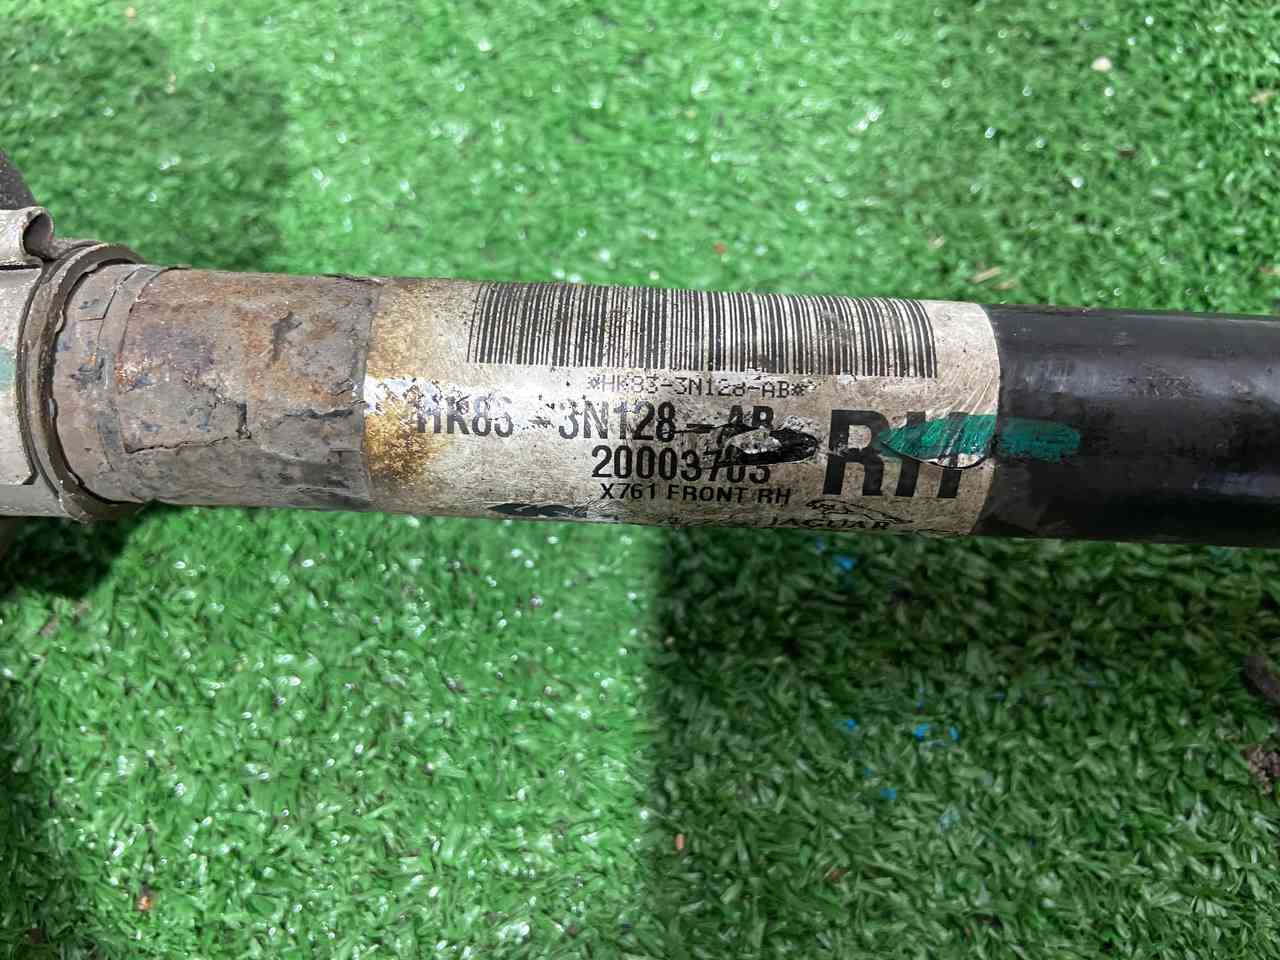 *HK83-3N128-AB*
HK83-3N128-AB
RH
20003703
X761 FRONT RH
JAGUAR